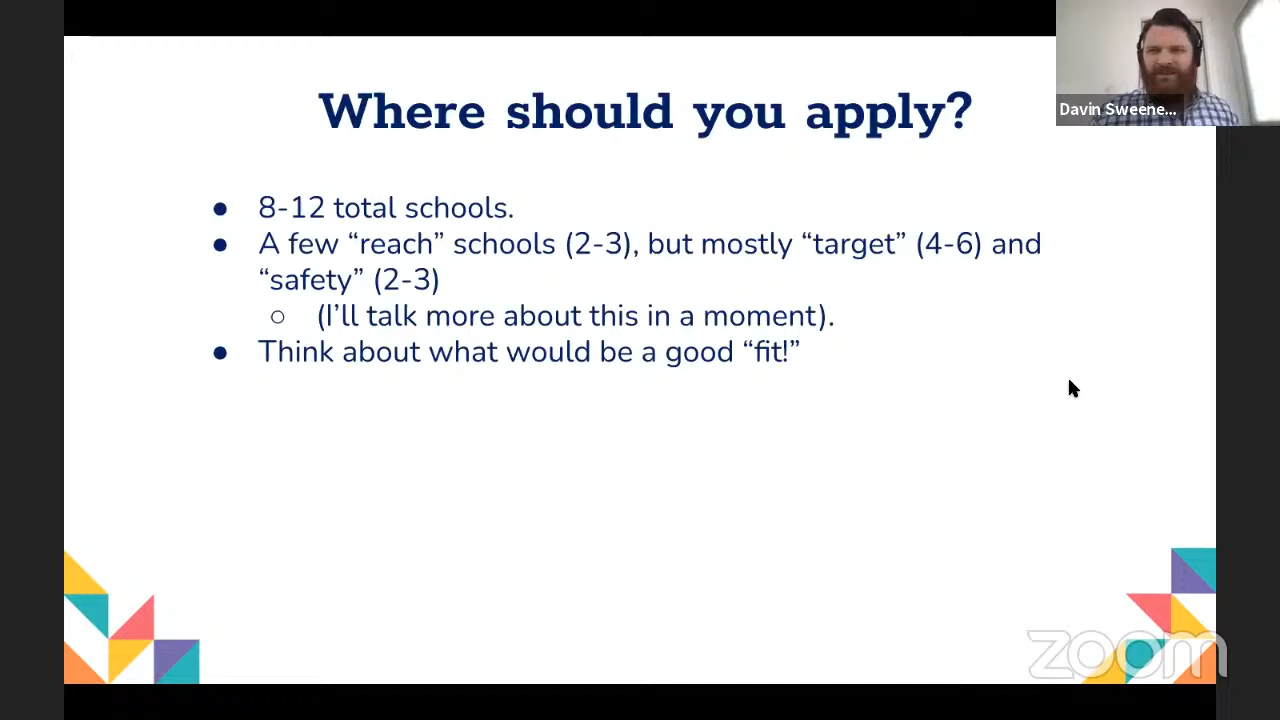 Where should you apply?
Davin Sweene...
● 8-12 total schools.
● A few “reach” schools (2-3), but mostly “target” (4-6) and
“safety” (2-3)
○ (I’ll talk more about this in a moment).
● Think about what would be a good “fit!”
zoom